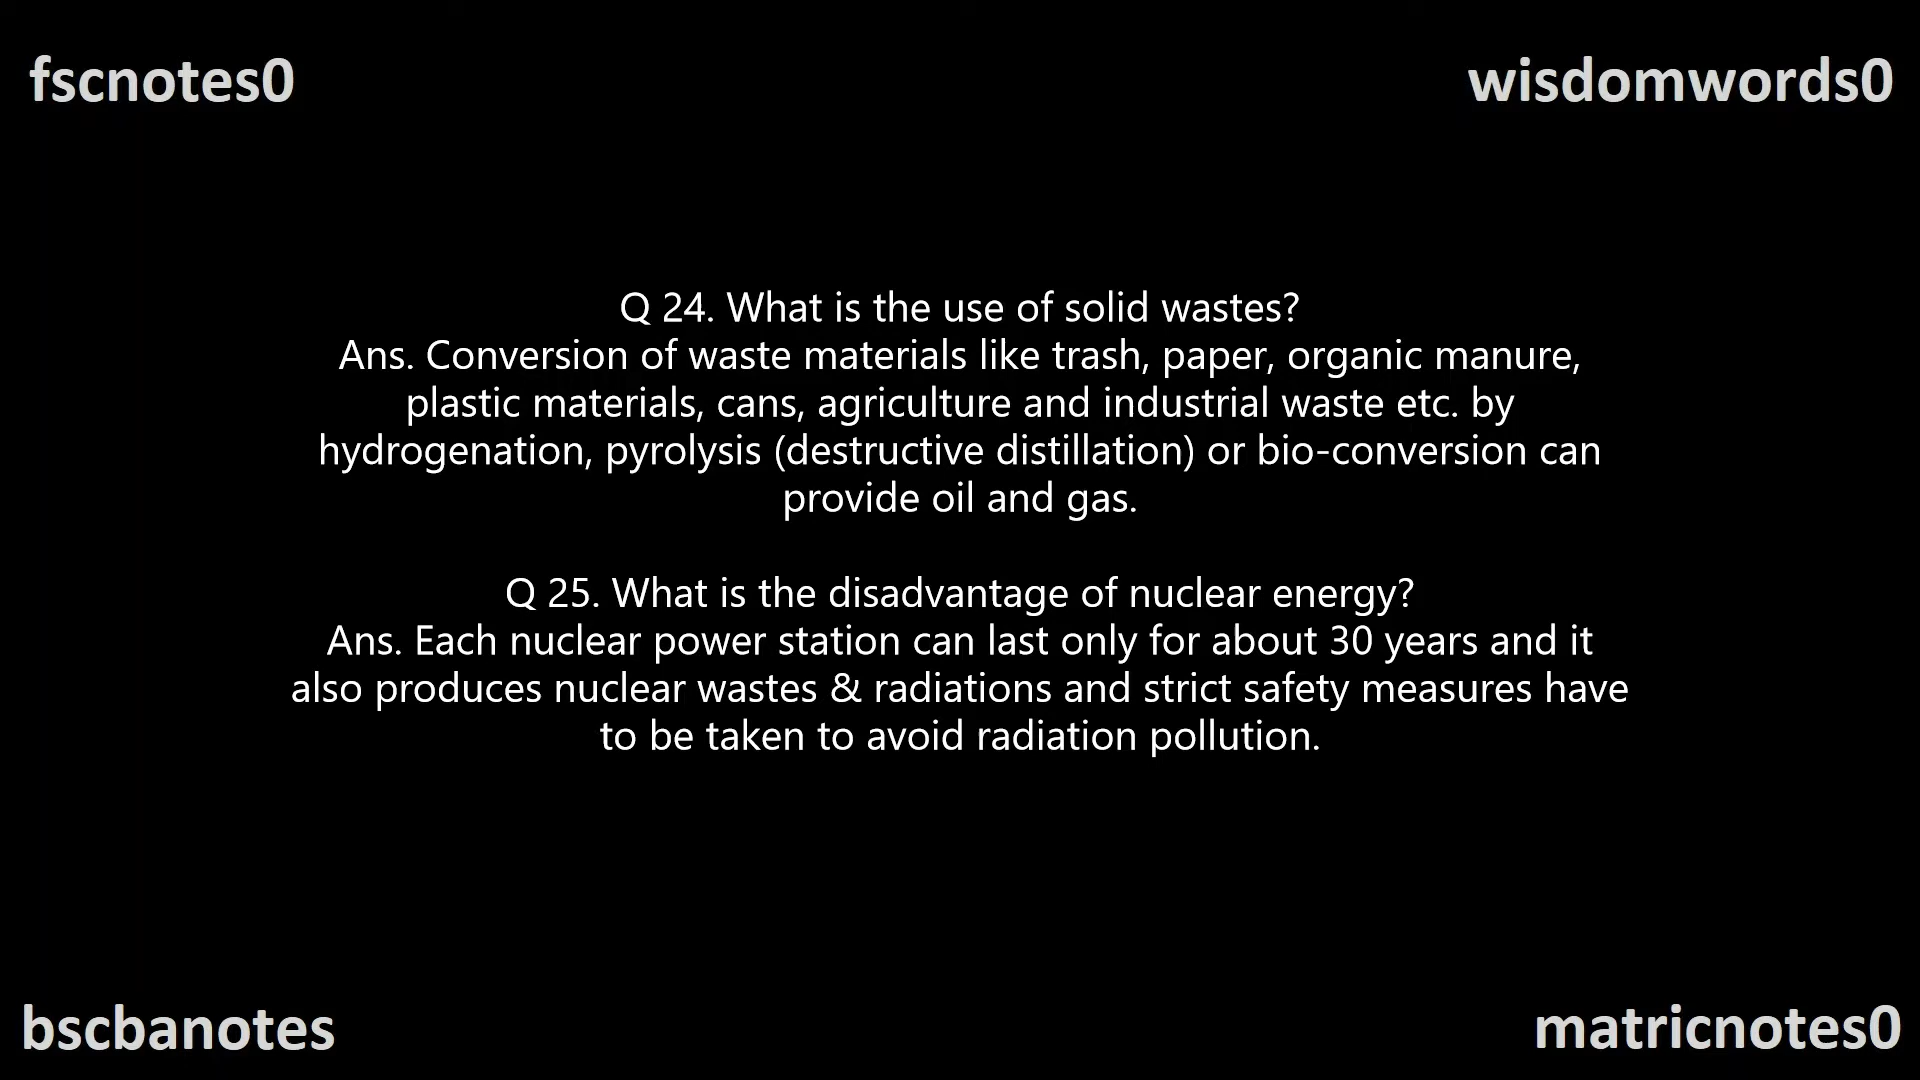 fscnotes0
wisdomwords0
Q 24. What is the use of solid wastes?
Ans. Conversion of waste materials like trash, paper, organic manure,
plastic materials, cans, agriculture and industrial waste etc. by
hydrogenation, pyrolysis (destructive distillation) or bio-conversion can
provide oil and gas.
Q 25. What is the disadvantage of nuclear energy?
Ans. Each nuclear power station can last only for about 30 years and it
also produces nuclear wastes & radiations and strict safety measures have
to be taken to avoid radiation pollution.
bscbanotes
matricnotes0